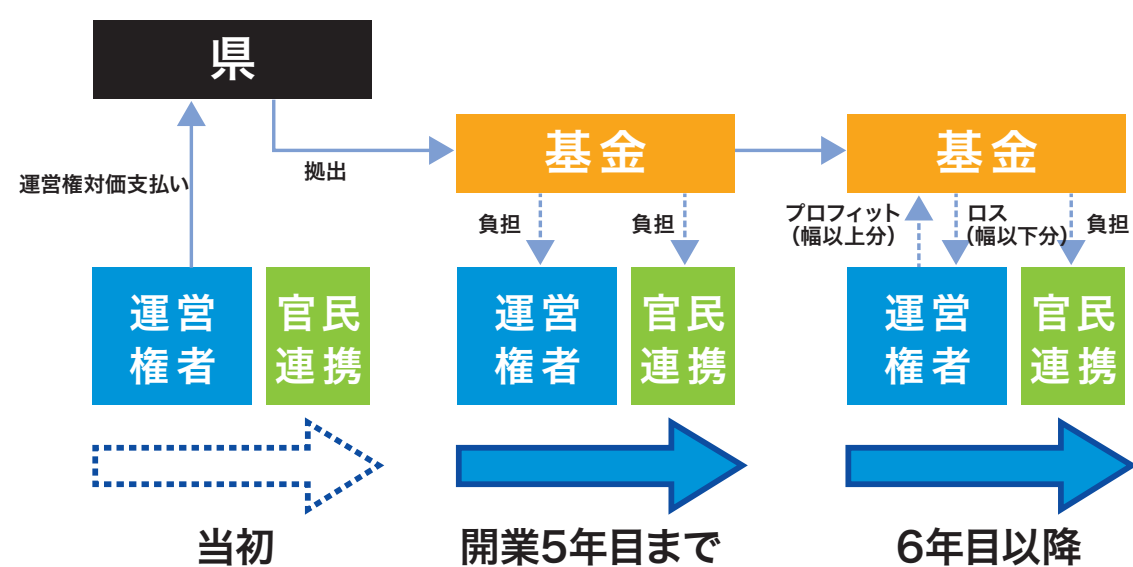 県
運営権対価支払い
拠出
基金
基金
負担
負担
プロフィット
（幅以上分）
ロス
（幅以下分）
負担
運営
権者
官民
連携
運営
権者
官民
連携
運営
権者
官民
連携
当初
開業5年目まで
6年目以降